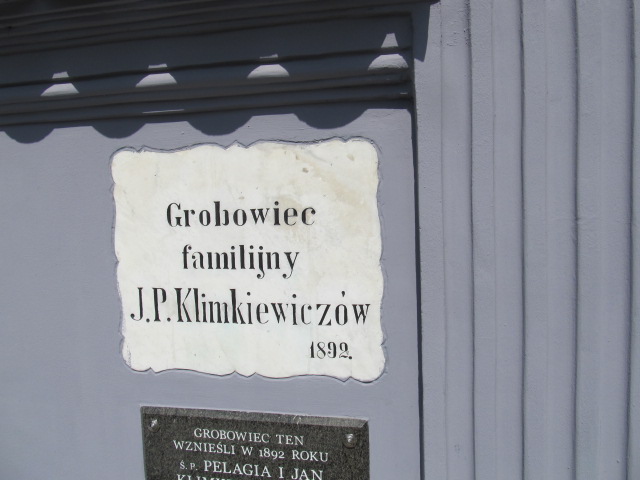 Grobowiec
familijny
J.P. Klimkiewiczów
1892.
GROBOWIEC TEN
WZNIEŚLI W 1892 ROKU
Ś.P. PELAGIA I JAN